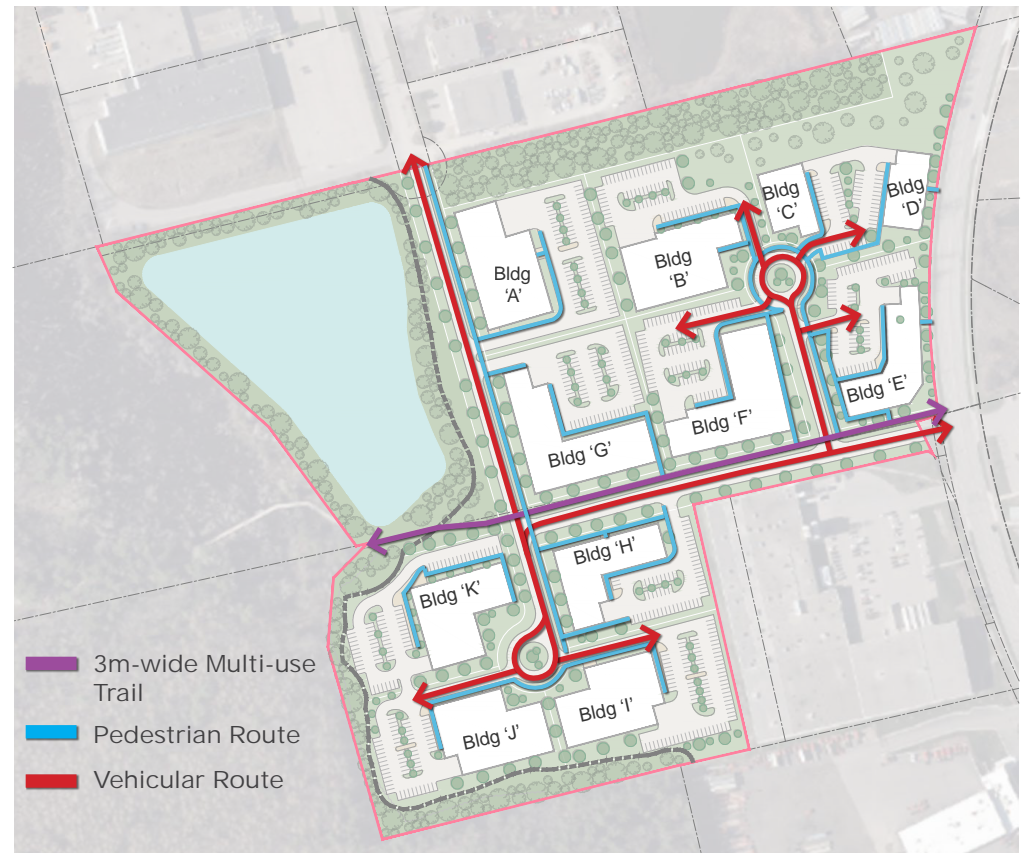 Bldg
'C'
Bldg
'D'
Bldg
'A'
Bldg
'B'
Bldg 'E'
Bldg 'F'
Bldg 'G'
Bldg 'H'
Bldg 'K'
Bldg 'I'
Bldg 'J'
3m-wide Multi-use
Trail
Pedestrian Route
Vehicular Route